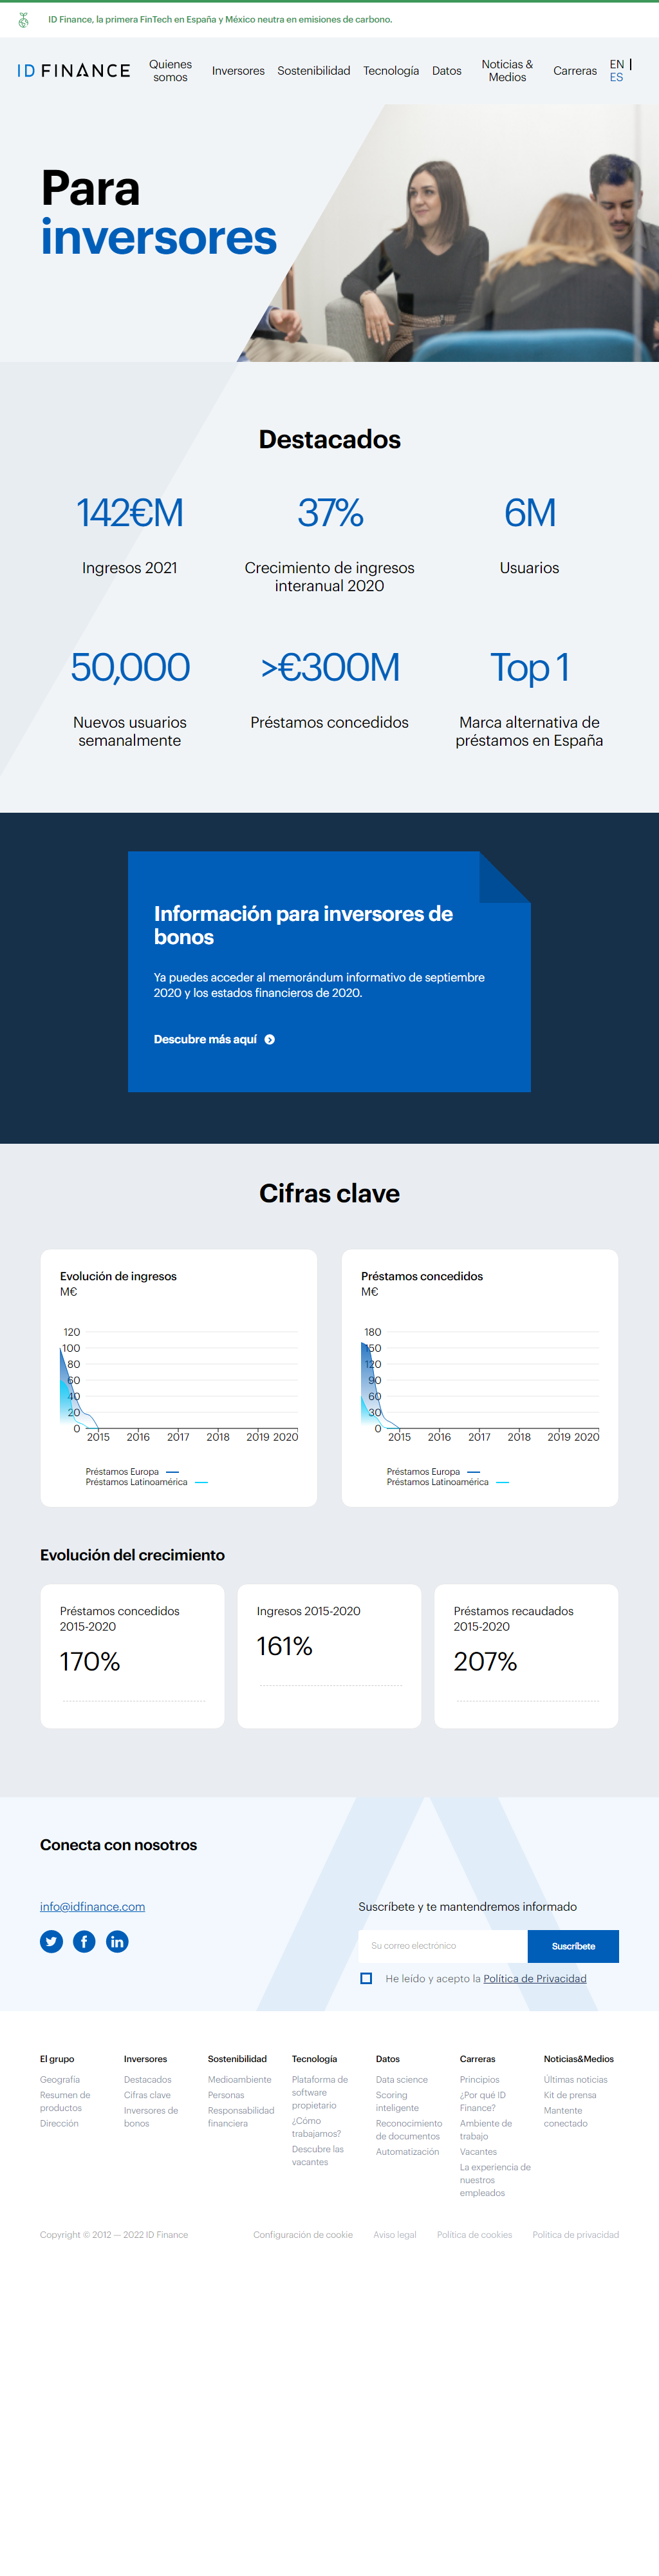 ID Finance, la primera FinTech en España y México neutra en emisiones de carbono.
ID FINANCE
Quienes somos
Inversores
Sostenibilidad
Tecnología
Datos
Noticias & Medios
Carreras
EN |
ES
Para
inversores
Destacados
142€M
37%
6M
Ingresos 2021
Crecimiento de ingresos
interanual 2020
Usuarios
50,000
>€300M
Top 1
Nuevos usuarios
semanalmente
Préstamos concedidos
Marca alternativa de
préstamos en España
Información para inversores de
bonos
Ya puedes acceder al memorándum informativo de septiembre
2020 y los estados financieros de 2020.
Descubre más aquí
Cifras clave
Evolución de ingresos
M€
120
100
80
60
40
20
0
2015 2016 2017 2018 2019 2020
Préstamos Europa
Préstamos Latinoamérica
Préstamos concedidos
M€
180
150
120
90
60
30
0
2015 2016 2017 2018 2019 2020
Préstamos Europa
Préstamos Latinoamérica
Evolución del crecimiento
Préstamos concedidos
2015-2020
170%
Ingresos 2015-2020
161%
Préstamos recaudados
2015-2020
207%
Conecta con nosotros
info@idfinance.com
Suscríbete y te mantendremos informado
Su correo electrónico
Suscríbete
He leído y acepto la Política de Privacidad
El grupo
Geografía
Resumen de
productos
Dirección
Inversores
Destacados
Cifras clave
Inversores de
bonos
Sostenibilidad
Medioambiente
Personas
Responsabilidad
financiera
Tecnología
Plataforma de
software
propietario
¿Cómo
trabajamos?
Descubre las
vacantes
Datos
Data science
Scoring
inteligente
Reconocimiento
de documentos
Automatización
Carreras
Principios
¿Por qué ID
Finance?
Ambiente de
trabajo
Vacantes
La experiencia de
nuestros
empleados
Noticias&Medios
Últimas noticias
Kit de prensa
Mantente
conectado
Copyright © 2012 — 2022 ID Finance
Configuración de cookie
Aviso legal
Política de cookies
Política de privacidad